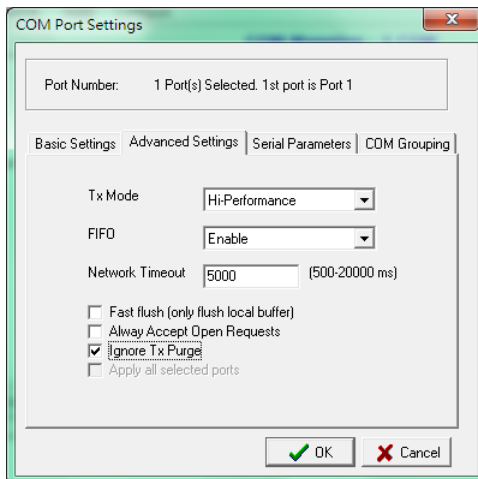 COM Port Settings
Port Number: 1 Port(s) Selected. 1st port is Port 1
Basic Settings Advanced Settings Serial Parameters COM Grouping
Tx Mode Hi-Performance
FIFO Enable
Network Timeout 5000 (500-20000 ms)
Fast flush (only flush local buffer)
Alway Accept Open Requests
Ignore Tx Purge
Apply all selected ports
OK Cancel